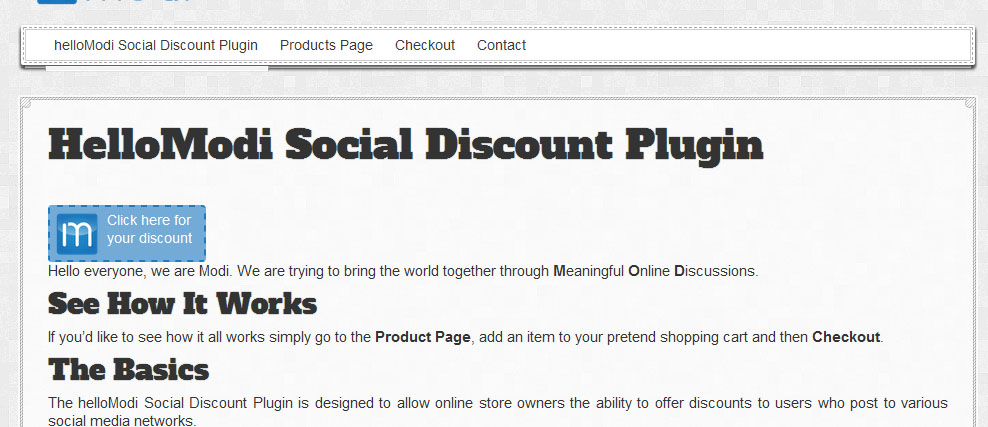 helloModi Social Discount Plugin Products Page Checkout Contact
HelloModi Social Discount Plugin
m Click here for
your discount
Hello everyone, we are Modi. We are trying to bring the world together through Meaningful Online Discussions.
See How It Works
If you'd like to see how it all works simply go to the Product Page, add an item to your pretend shopping cart and then Checkout.
The Basics
The helloModi Social Discount Plugin is designed to allow online store owners the ability to offer discounts to users who post to various
social media networks.